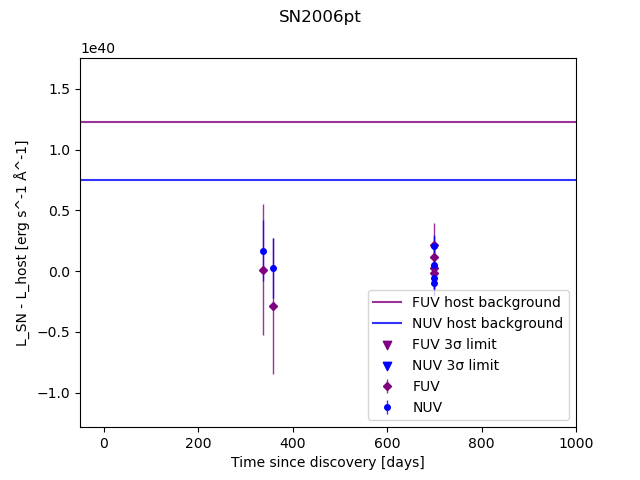 SN2006pt
1e40
1.5
1.0
0.5
0.0
−1.0
L_SN - L_host [erg s^-1 Å^-1]
0
200
400
600
800
1000
Time since discovery [days]
FUV host background
NUV host background
FUV 3σ limit
NUV 3σ limit
FUV
NUV
−0.5